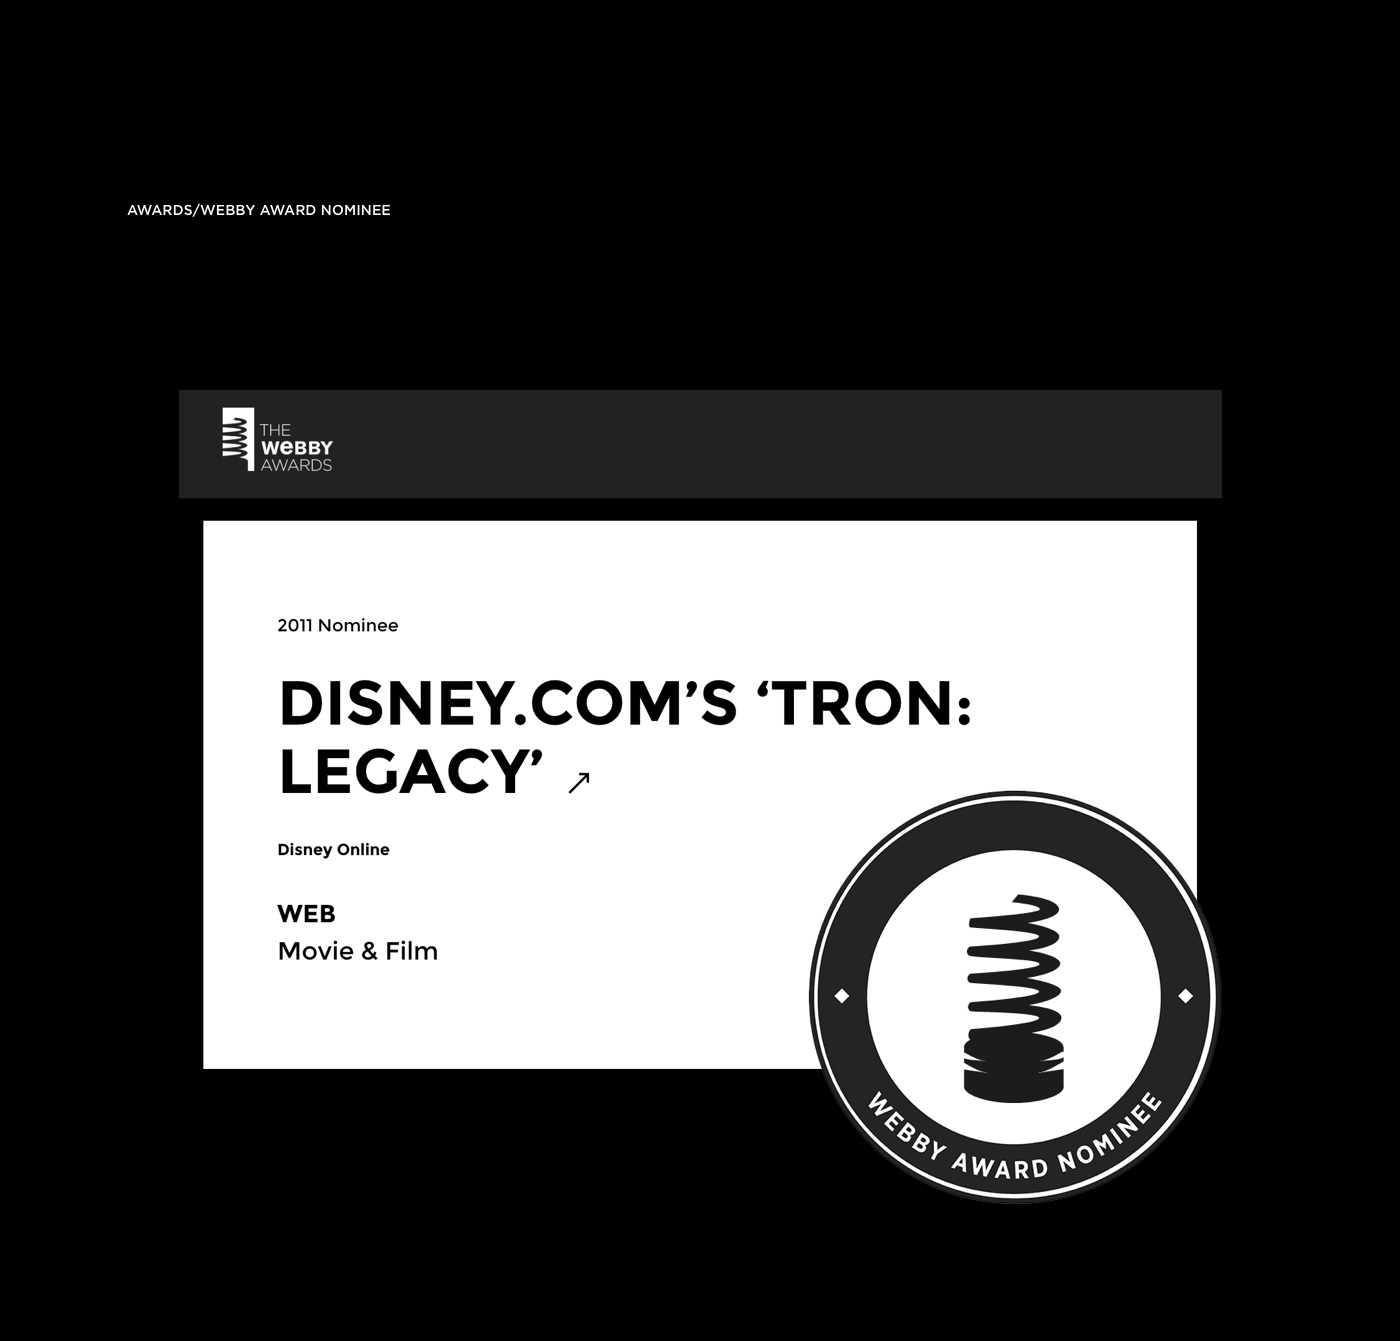 AWARDS/WEBBY AWARD NOMINEE
THE
WeBBY
AWARDS
2011 Nominee
DISNEY.COM’S ‘TRON:
LEGACY’ ↗
Disney Online
WEB
Movie & Film
WEBBY AWARD NOMINEE